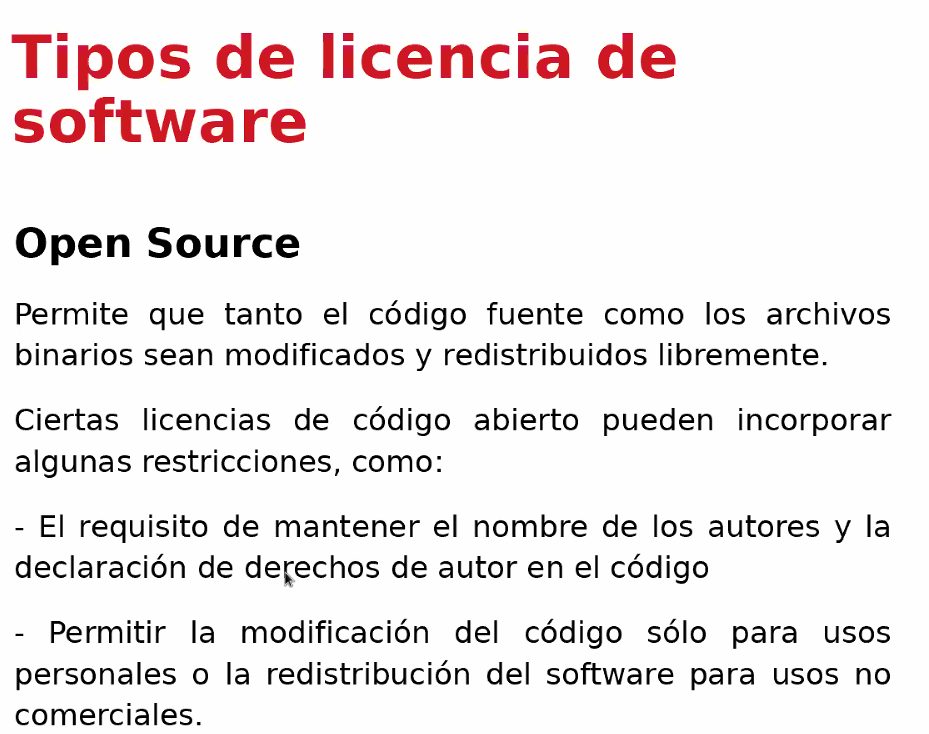 Tipos de licencia de
software
Open Source
Permite que tanto el código fuente como los archivos
binarios sean modificados y redistribuidos libremente.
Ciertas licencias de código abierto pueden incorporar
algunas restricciones, como:
- El requisito de mantener el nombre de los autores y la
declaración de derechos de autor en el código
- Permitir la modificación del código sólo para usos
personales o la redistribución del software para usos no
comerciales.